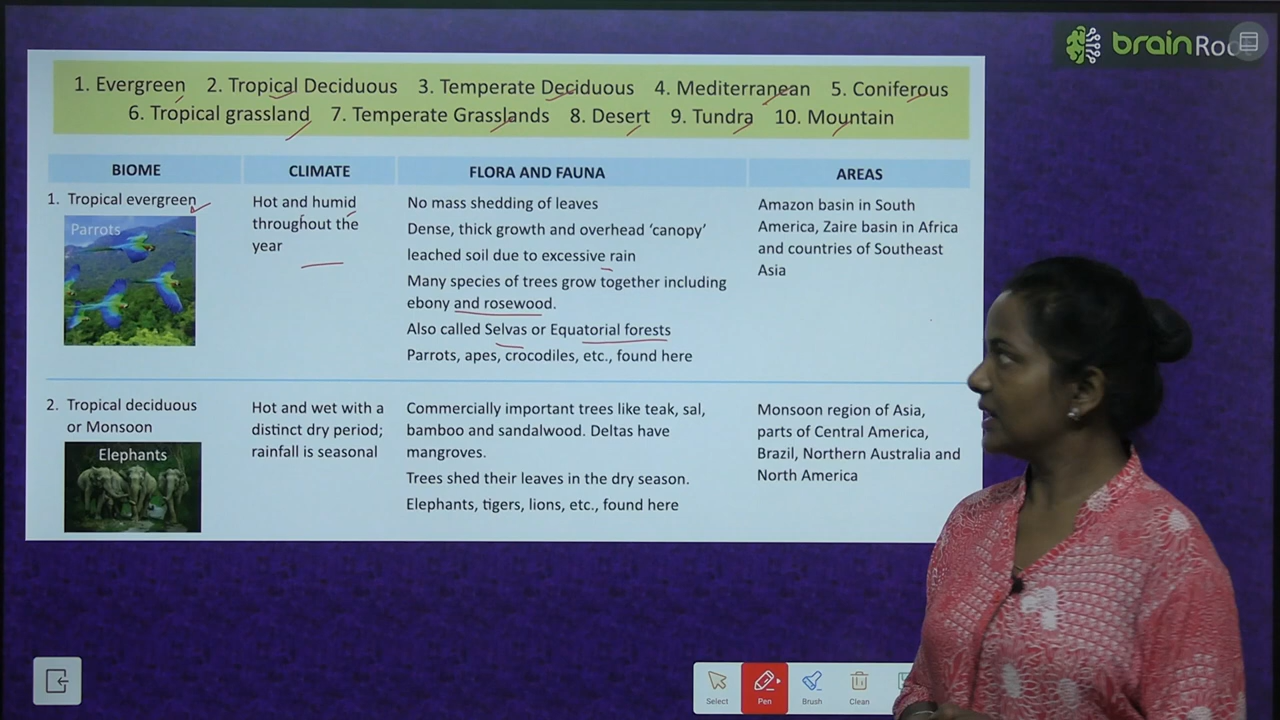 brainRoo
1. Evergreen 2. Tropical Deciduous 3. Temperate Deciduous 4. Mediterranean 5. Coniferous
6. Tropical grassland 7. Temperate Grasslands 8. Desert 9. Tundra 10. Mountain
BIOME CLIMATE FLORA AND FAUNA AREAS
1. Tropical evergreen
Parrots
Hot and humid
throughout the
year
No mass shedding of leaves
Dense, thick growth and overhead ‘canopy’
leached soil due to excessive rain
Many species of trees grow together including
ebony and rosewood.
Also called Selvas or Equatorial forests
Parrots, apes, crocodiles, etc., found here
Amazon basin in South
America, Zaire basin in Africa
and countries of Southeast
Asia
2. Tropical deciduous
or Monsoon
Elephants
Hot and wet with a
distinct dry period;
rainfall is seasonal
Commercially important trees like teak, sal,
bamboo and sandalwood. Deltas have
mangroves.
Trees shed their leaves in the dry season.
Elephants, tigers, lions, etc., found here
Monsoon region of Asia,
parts of Central America,
Brazil, Northern Australia and
North America
Select Pen Brush Clean